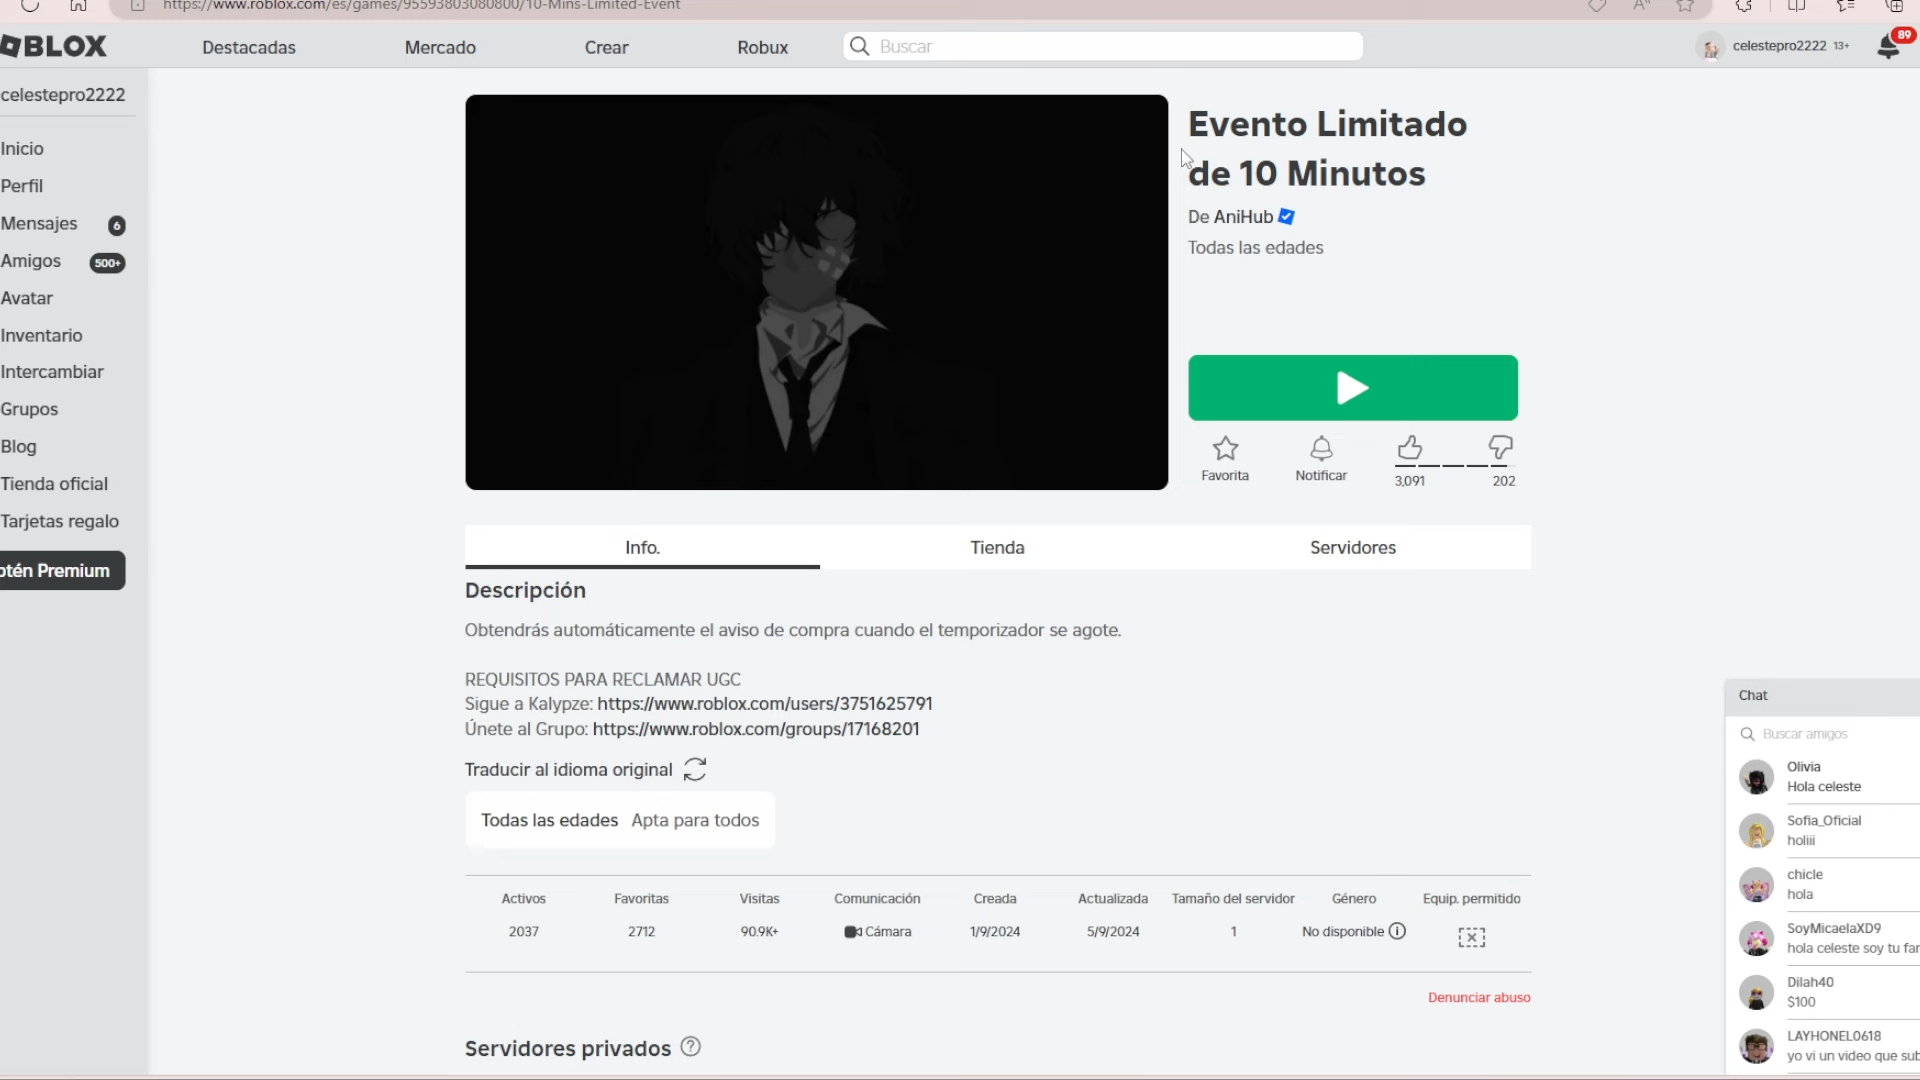 https://www.roblox.com/es/games/95593803080800/10-Mins-Limited-Event
BLOX
Destacadas
Mercado
Crear
Robux
Buscar
celestepro2222 13+
89
celestepro2222
Inicio
Perfil
Mensajes 6
Amigos 500+
Avatar
Inventario
Intercambiar
Grupos
Blog
Tienda oficial
Tarjetas regalo
otén Premium
Evento Limitado
de 10 Minutos
De AniHub
Todas las edades
Favorita
Notificar
3,091
202
Info.
Tienda
Servidores
Descripción
Obtendrás automáticamente el aviso de compra cuando el temporizador se agote.
REQUISITOS PARA RECLAMAR UGC
Sigue a Kalypze: https://www.roblox.com/users/3751625791
Únete al Grupo: https://www.roblox.com/groups/17168201
Traducir al idioma original
Todas las edades Apta para todos
Activos Favoritas Visitas Comunicación Creada Actualizada Tamaño del servidor Género Equip. permitido
2037 2712 90.9K+ Cámara 1/9/2024 5/9/2024 1 No disponible
Denunciar abuso
Servidores privados
Chat
Buscar amigos
Olivia
Hola celeste
Sofia_Oficial
holiii
chicle
hola
SoyMicaelaXD9
hola celeste soy tu far
Dilah40
$100
LAYHONEL0618
yo vi un video que sub